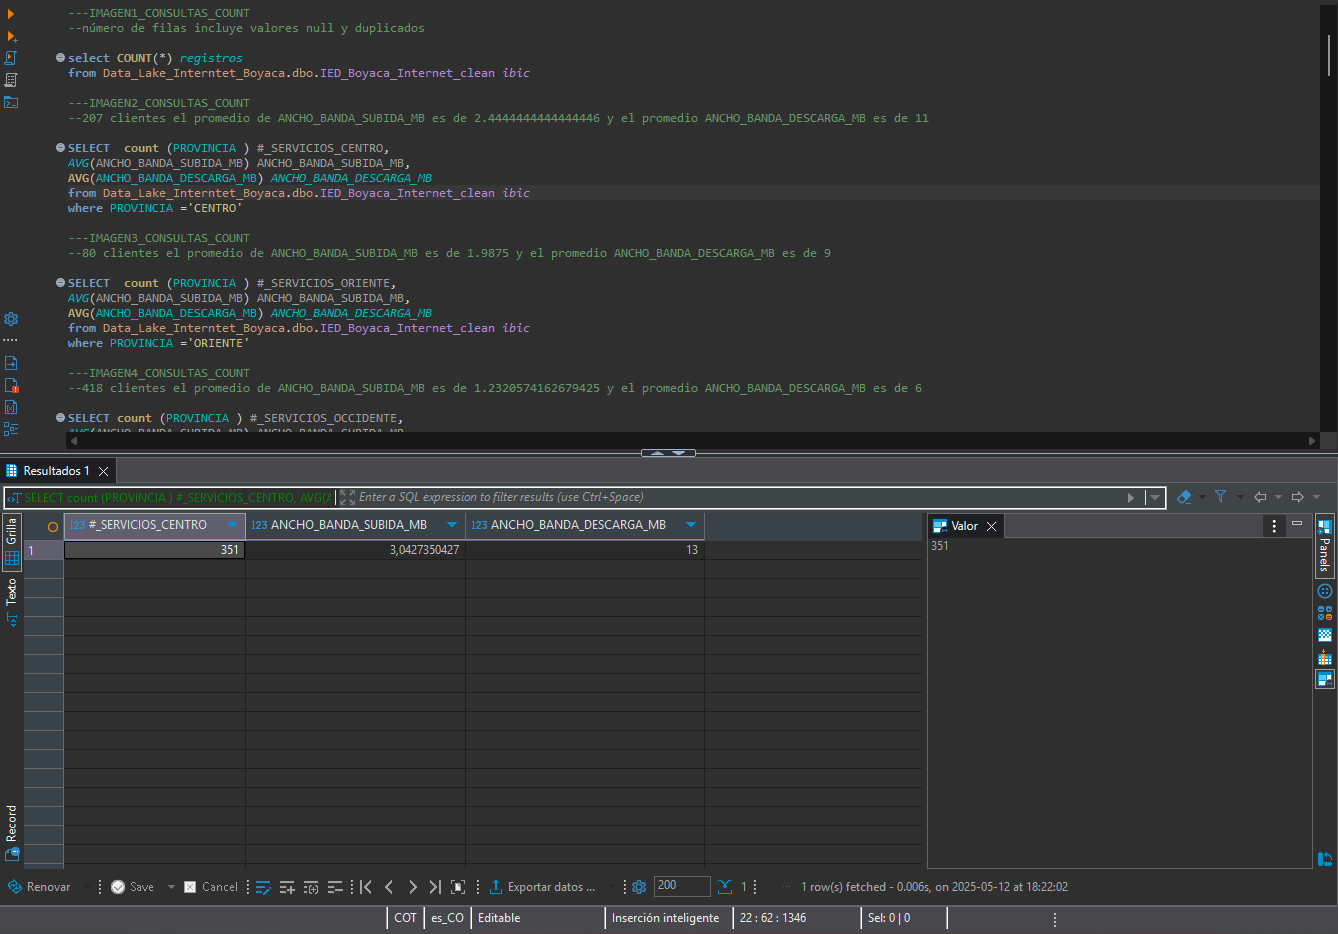 ---IMAGEN1_CONSULTAS_COUNT
--número de filas incluye valores null y duplicados
select COUNT(*) registros
from Data_Lake_Interntet_Boyaca.dbo.IED_Boyaca_Internet_clean ibic
---IMAGEN2_CONSULTAS_COUNT
--207 clientes el promedio de ANCHO_BANDA_SUBIDA_MB es de 2.4444444444444446 y el promedio ANCHO_BANDA_DESCARGA_MB es de 11
SELECT  count (PROVINCIA ) #_SERVICIOS_CENTRO,
AVG(ANCHO_BANDA_SUBIDA_MB) ANCHO_BANDA_SUBIDA_MB,
AVG(ANCHO_BANDA_DESCARGA_MB) ANCHO_BANDA_DESCARGA_MB
from Data_Lake_Interntet_Boyaca.dbo.IED_Boyaca_Internet_clean ibic
where PROVINCIA ='CENTRO'
---IMAGEN3_CONSULTAS_COUNT
--80 clientes el promedio de ANCHO_BANDA_SUBIDA_MB es de 1.9875 y el promedio ANCHO_BANDA_DESCARGA_MB es de 9
SELECT  count (PROVINCIA ) #_SERVICIOS_ORIENTE,
AVG(ANCHO_BANDA_SUBIDA_MB) ANCHO_BANDA_SUBIDA_MB,
AVG(ANCHO_BANDA_DESCARGA_MB) ANCHO_BANDA_DESCARGA_MB
from Data_Lake_Interntet_Boyaca.dbo.IED_Boyaca_Internet_clean ibic
where PROVINCIA ='ORIENTE'
---IMAGEN4_CONSULTAS_COUNT
--418 clientes el promedio de ANCHO_BANDA_SUBIDA_MB es de 1.2320574162679425 y el promedio ANCHO_BANDA_DESCARGA_MB es de 6
SELECT count (PROVINCIA ) #_SERVICIOS_OCCIDENTE,
AVG(ANCHO_BANDA_SUBIDA_MB) ANCHO_BANDA_SUBIDA_MB
Resultados 1
SELECT count (PROVINCIA ) #_SERVICIOS_CENTRO, AVG(A Enter a SQL expression to filter results (use Ctrl+Space)
Grilla
Texto
Record
123 #_SERVICIOS_CENTRO 123 ANCHO_BANDA_SUBIDA_MB 123 ANCHO_BANDA_DESCARGA_MB
1 351 3,0427350427 13
Valor
351
Panels
Renovar Save Cancel Exportar datos ... 200 1 1 row(s) fetched - 0.006s, on 2025-05-12 at 18:22:02
COT es_CO Editable Inserción inteligente 22 : 62 : 1346 Sel: 0 | 0